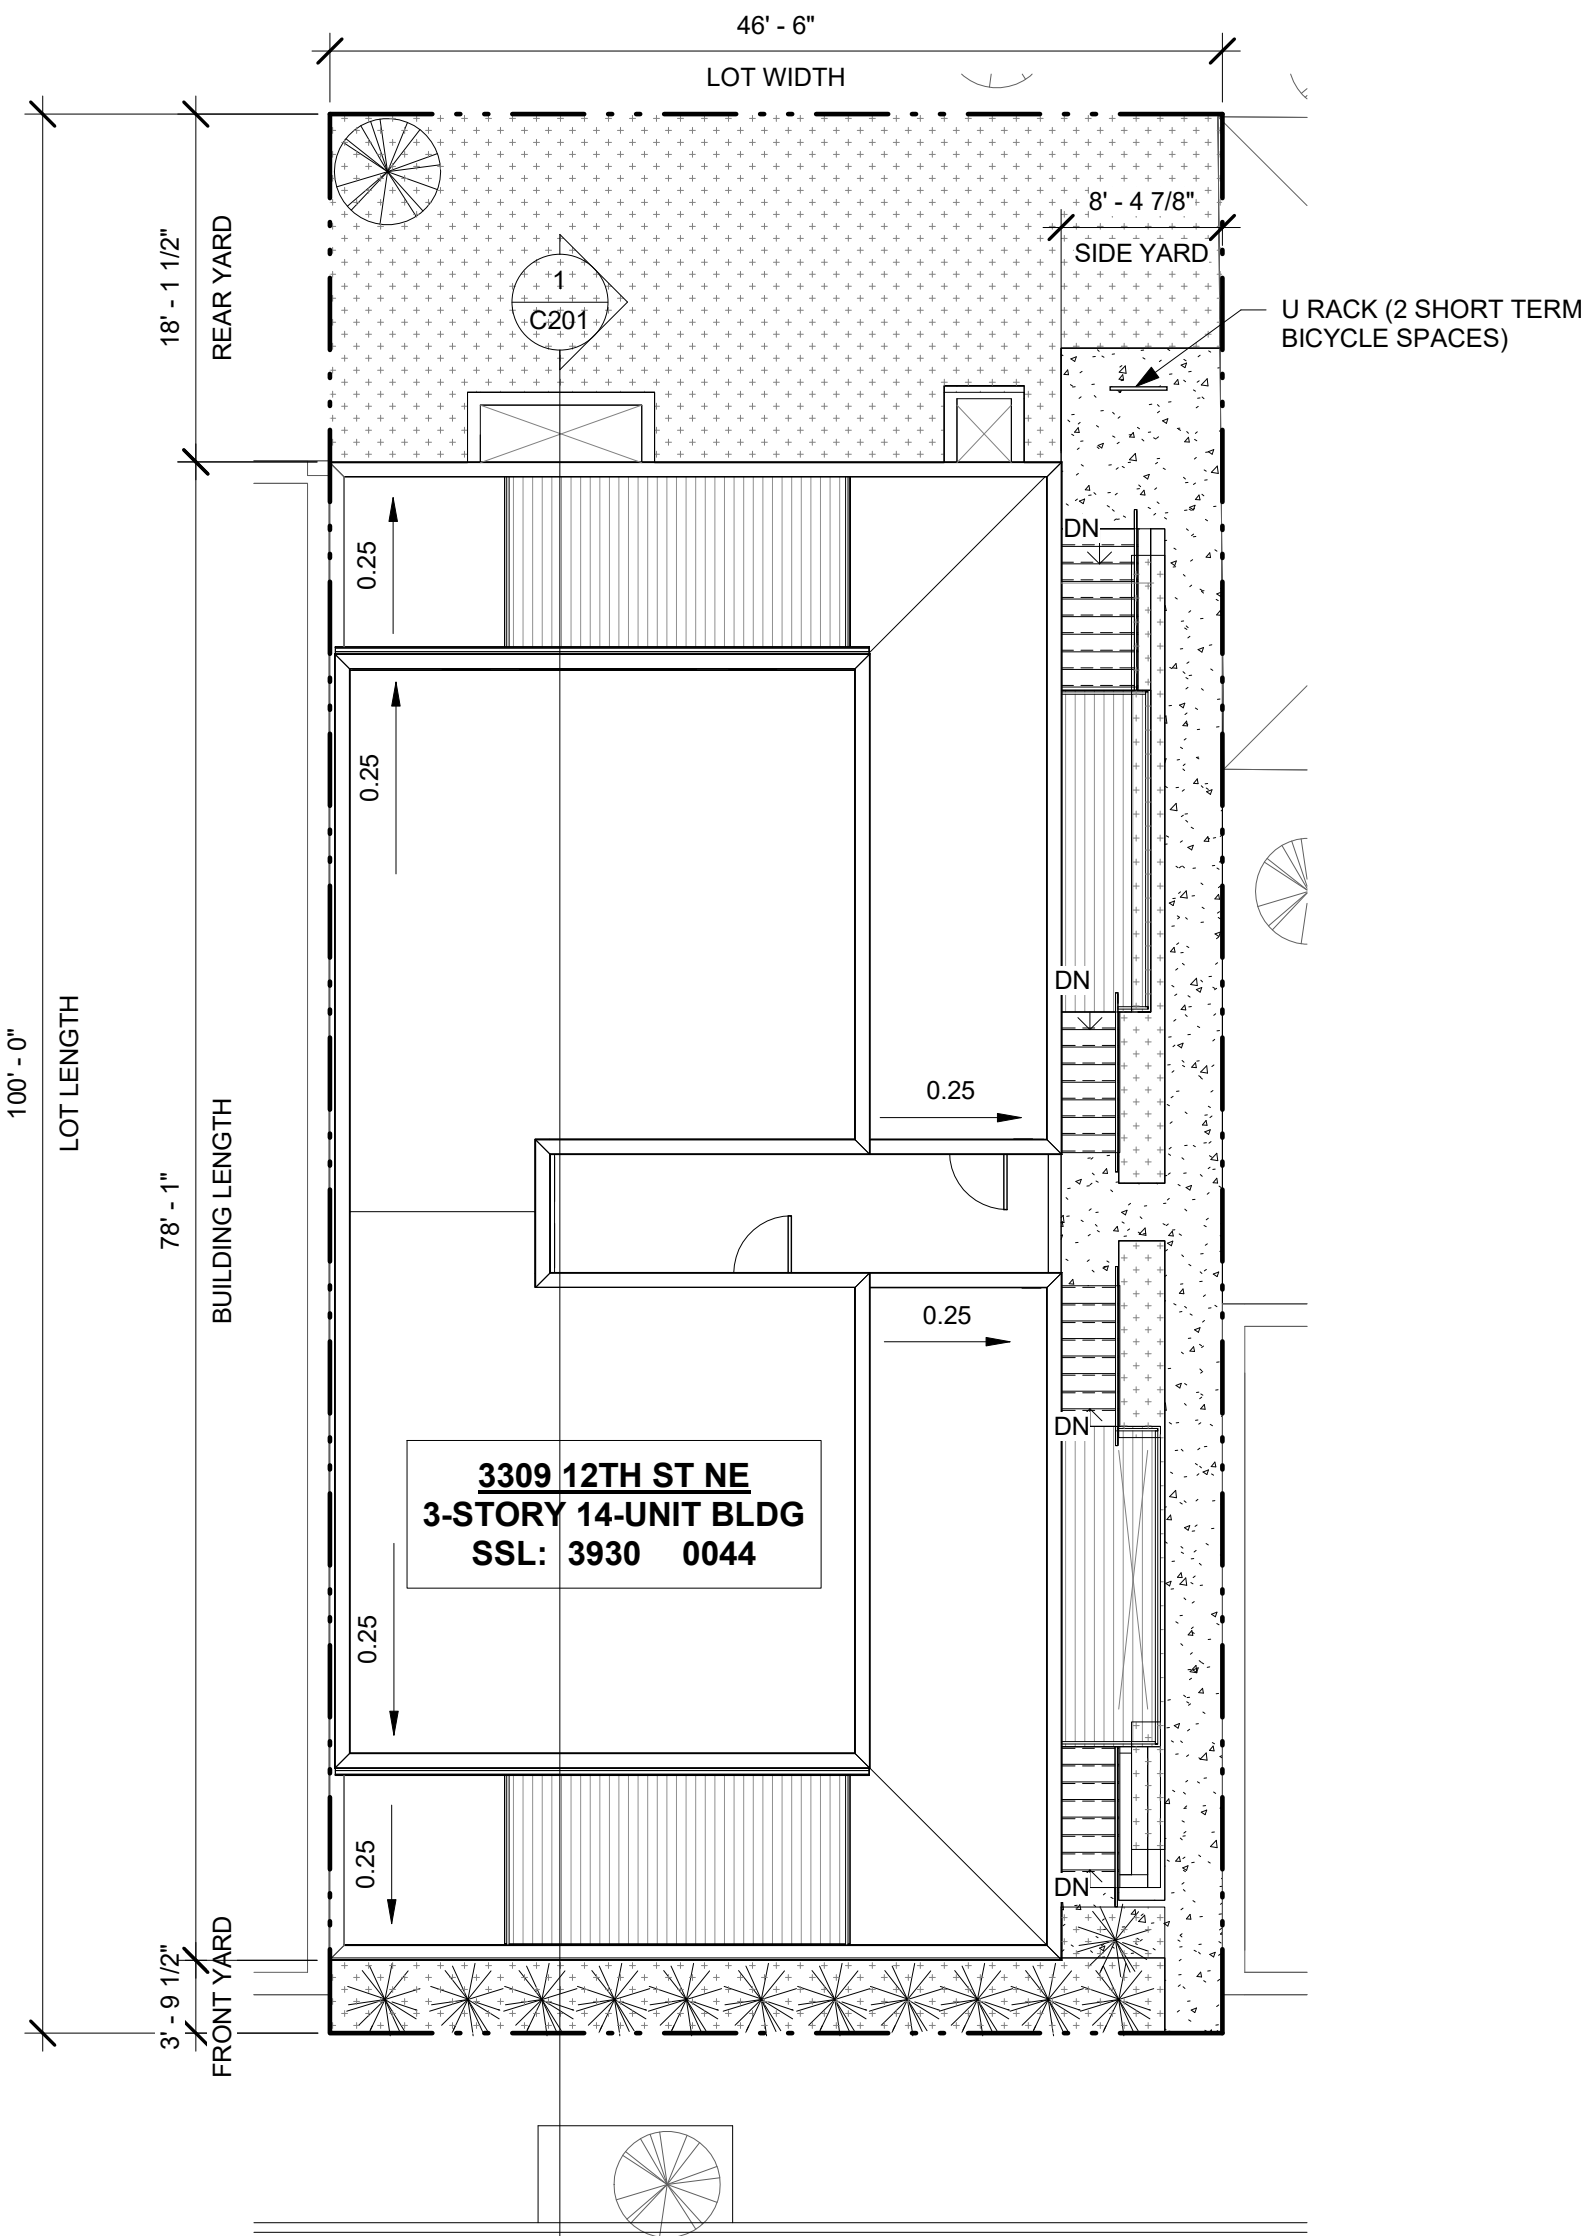 46' - 6"
LOT WIDTH
8' - 4 7/8"
SIDE YARD
18' - 1 1/2"
REAR YARD
1
C201
U RACK (2 SHORT TERM
BICYCLE SPACES)
DN
0.25
0.25
DN
100' - 0"
LOT LENGTH
0.25
78' - 1"
BUILDING LENGTH
0.25
DN
3309 12TH ST NE
3-STORY 14-UNIT BLDG
SSL: 3930 0044
0.25
0.25
DN
3' - 9 1/2"
FRONT YARD